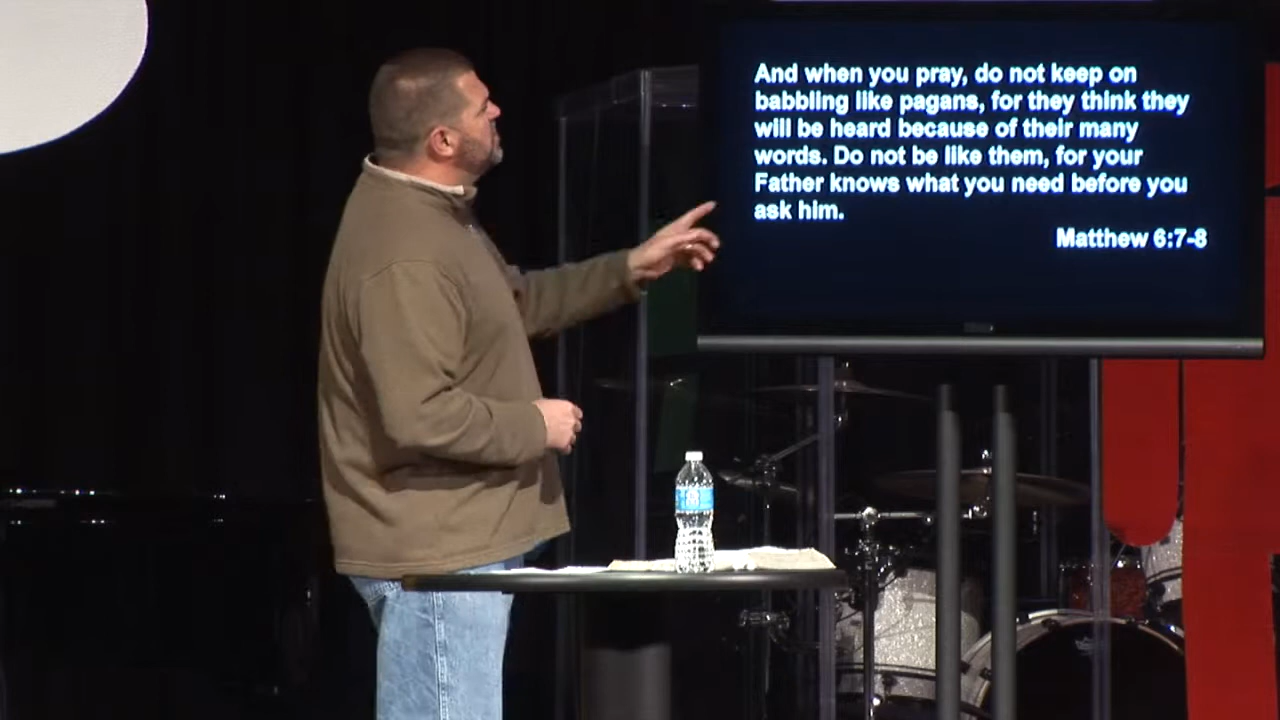 And when you pray, do not keep on
babbling like pagans, for they think they
will be heard because of their many
words. Do not be like them, for your
Father knows what you need before you
ask him.
Matthew 6:7-8